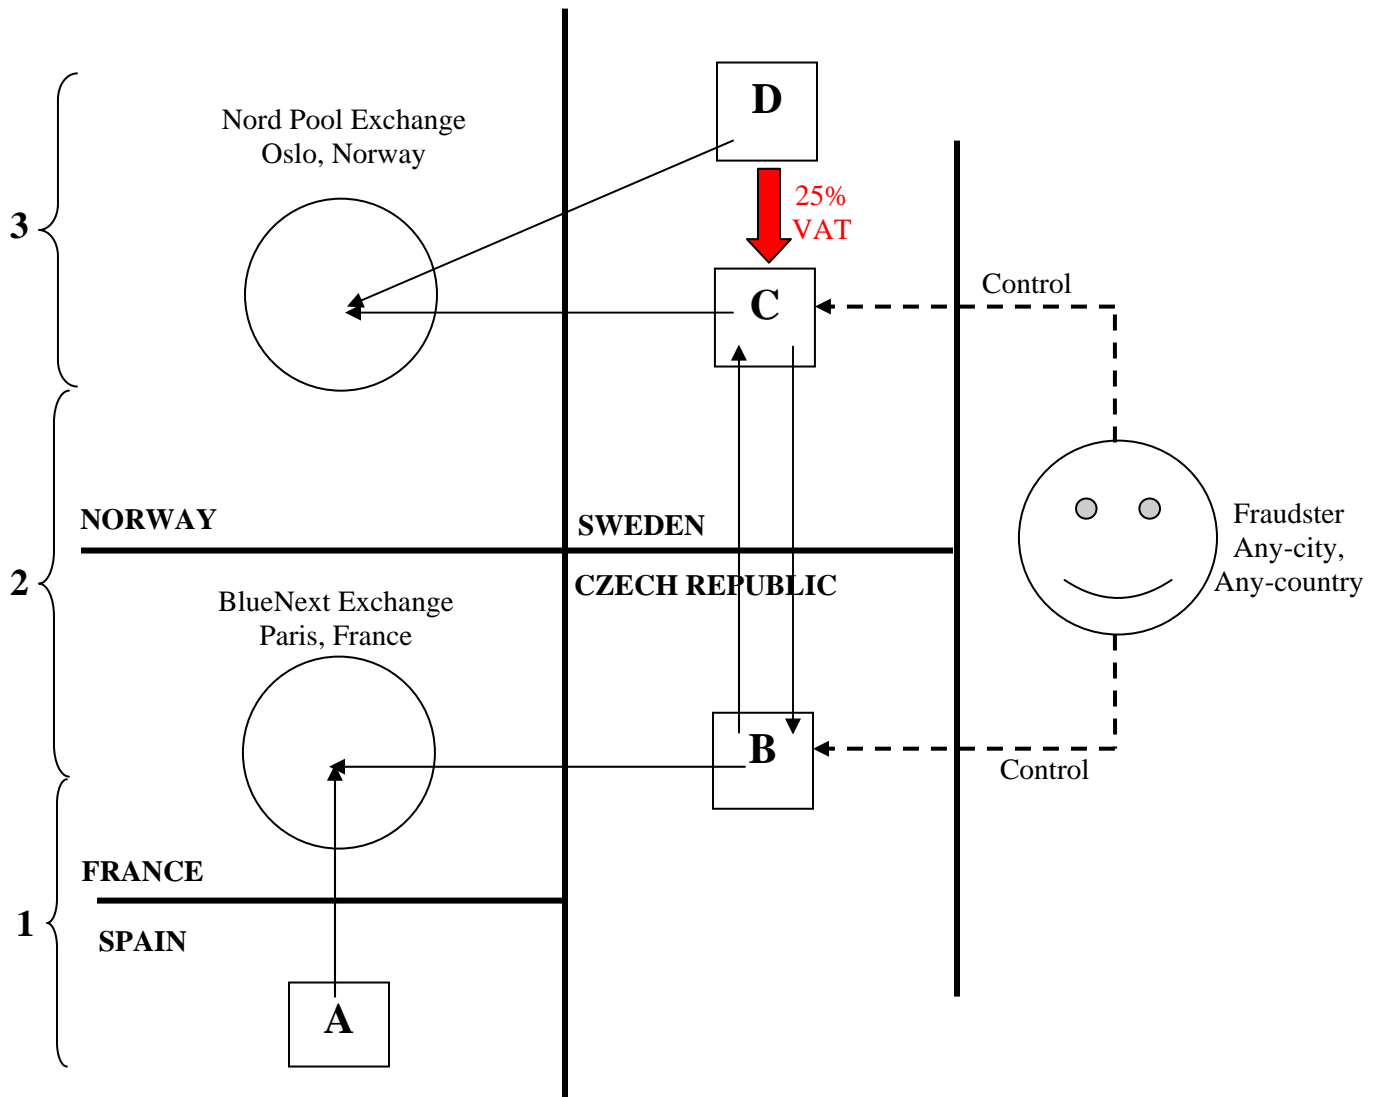 D
Nord Pool Exchange
Oslo, Norway
25%
VAT
3
Control
C
NORWAY
SWEDEN
Fraudster
Any-city,
Any-country
2
CZECH REPUBLIC
BlueNext Exchange
Paris, France
B
Control
FRANCE
1
SPAIN
A